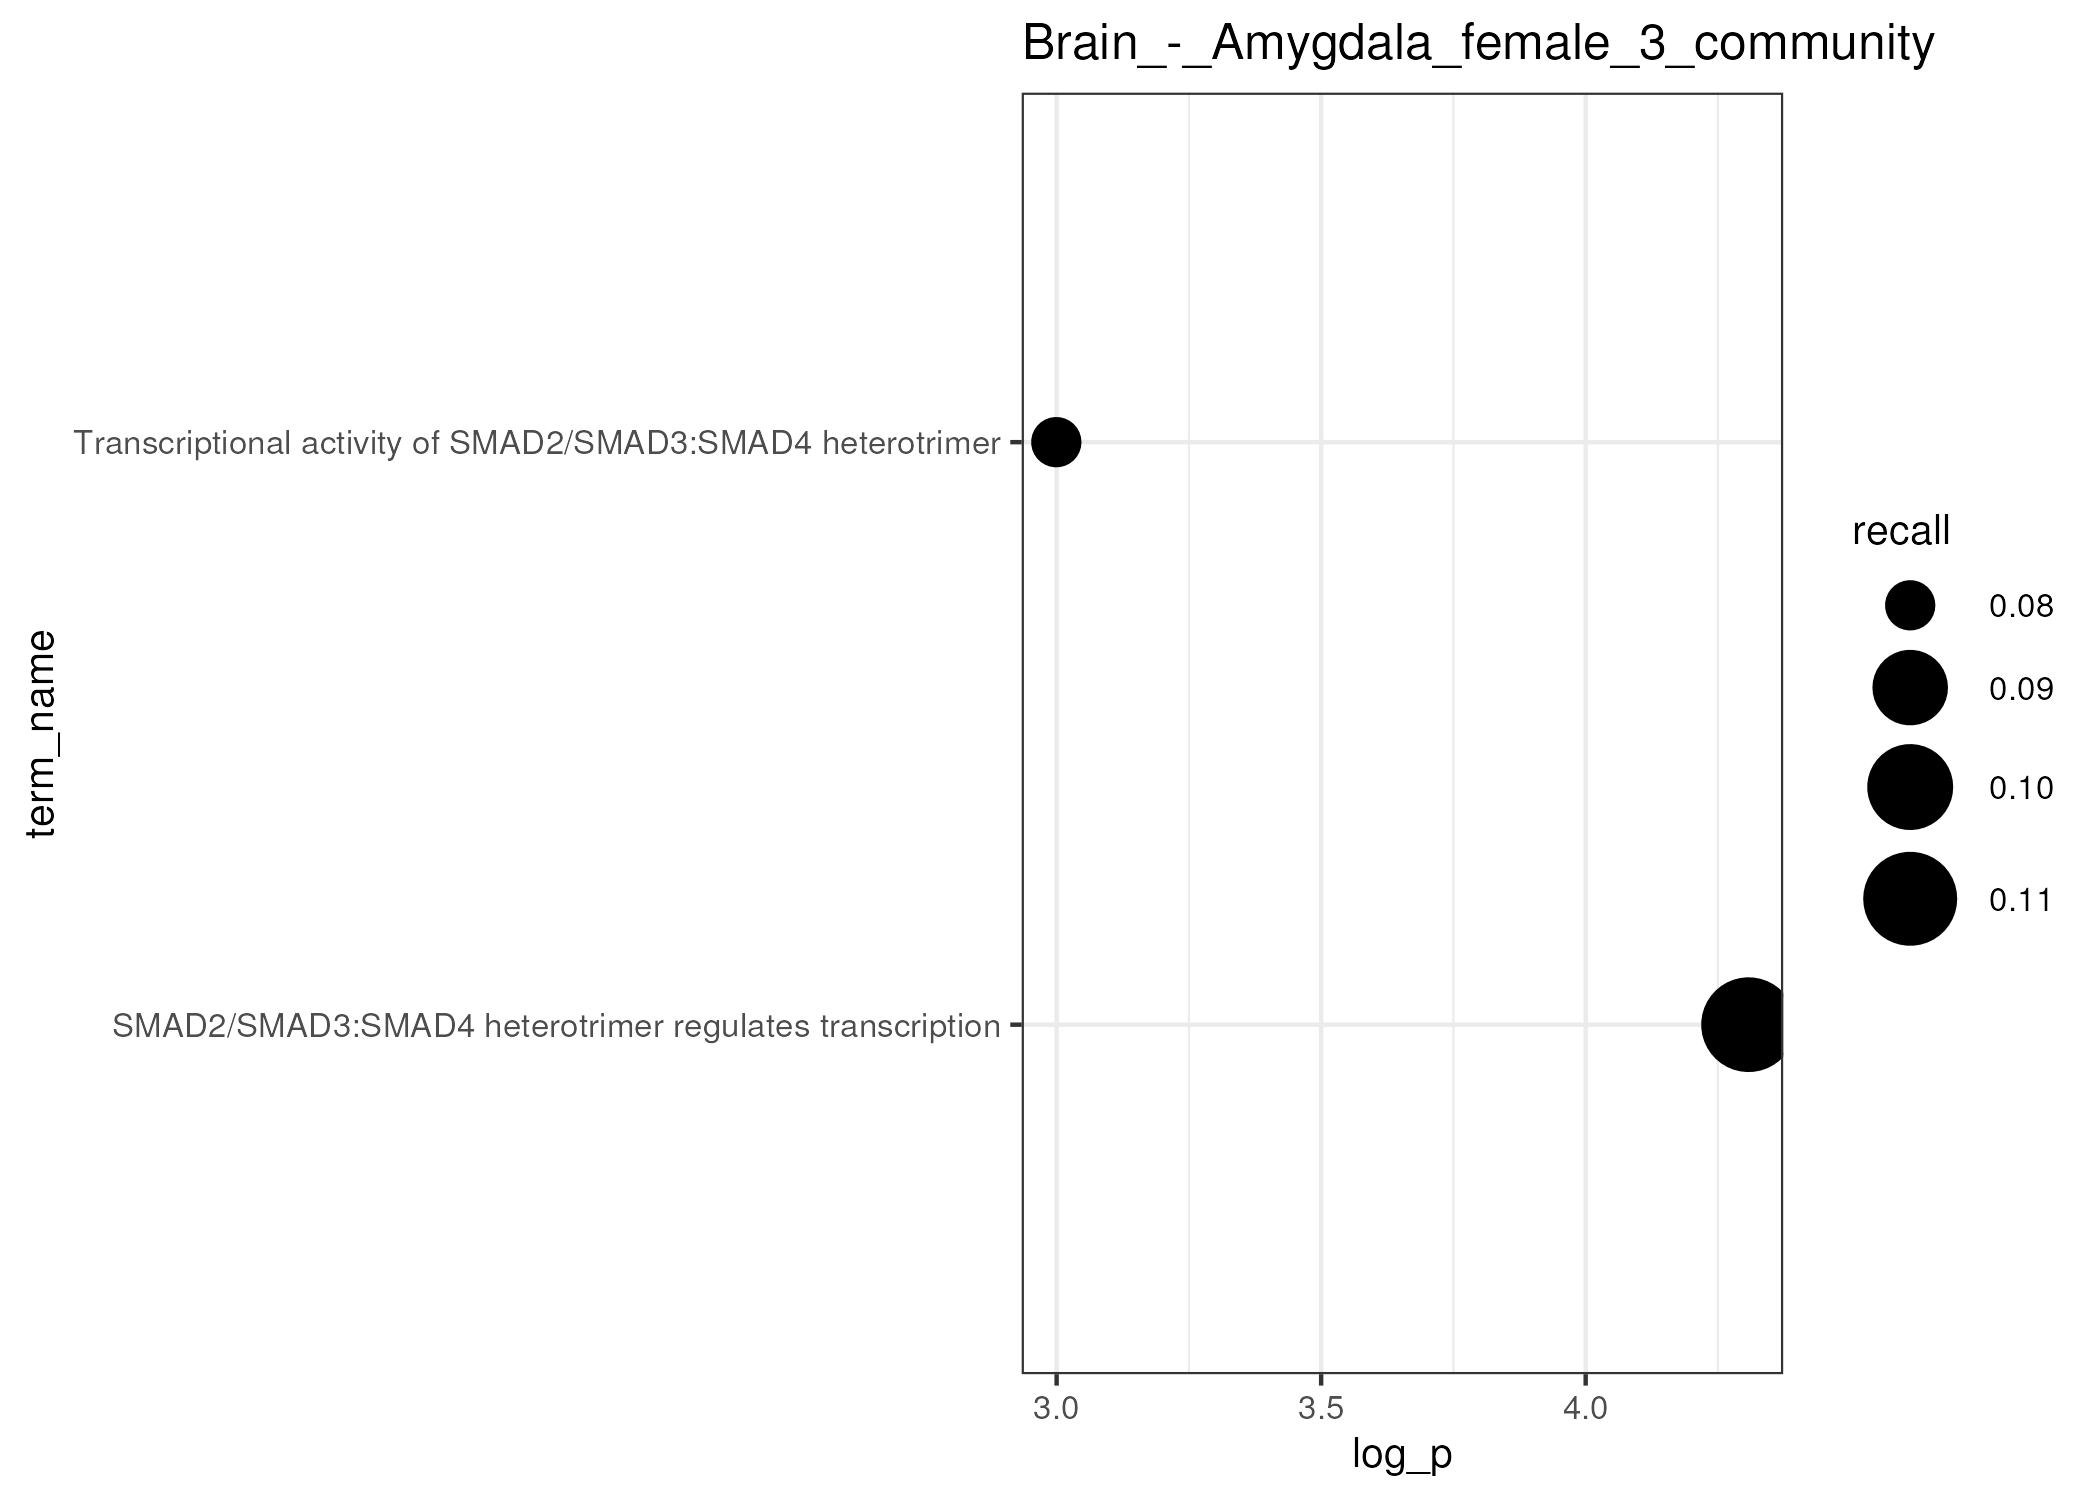 Brain_-_Amygdala_female_3_community
Transcriptional activity of SMAD2/SMAD3:SMAD4 heterotrimer
SMAD2/SMAD3:SMAD4 heterotrimer regulates transcription
term_name
3.0
3.5
4.0
log_p
recall
0.08
0.09
0.10
0.11